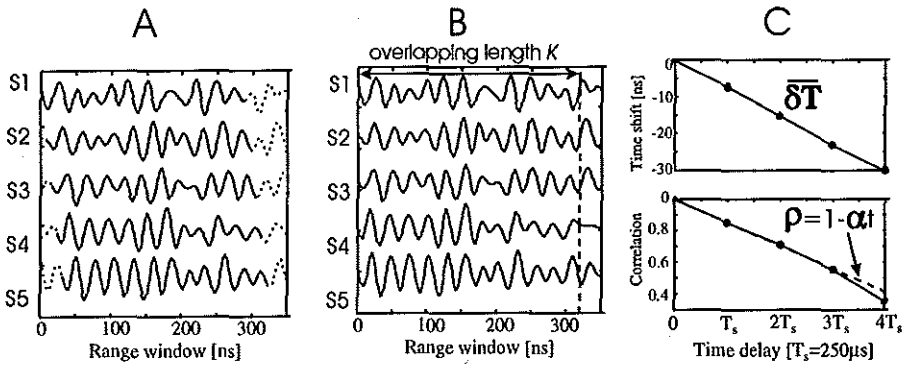 A
S1
S2
S3
S4
S5
0 100 200 300
Range window [ns]
B
overlapping length K
S1
S2
S3
S4
S5
0 100 200 300
Range window [ns]
C
Time shift [ns]
0
-10
-20
-30
δT
Correlation
0
0.8
0.6
0.4
ρ=1-αt
0 Ts 2Ts 3Ts 4Ts
Time delay [Ts=250μs]